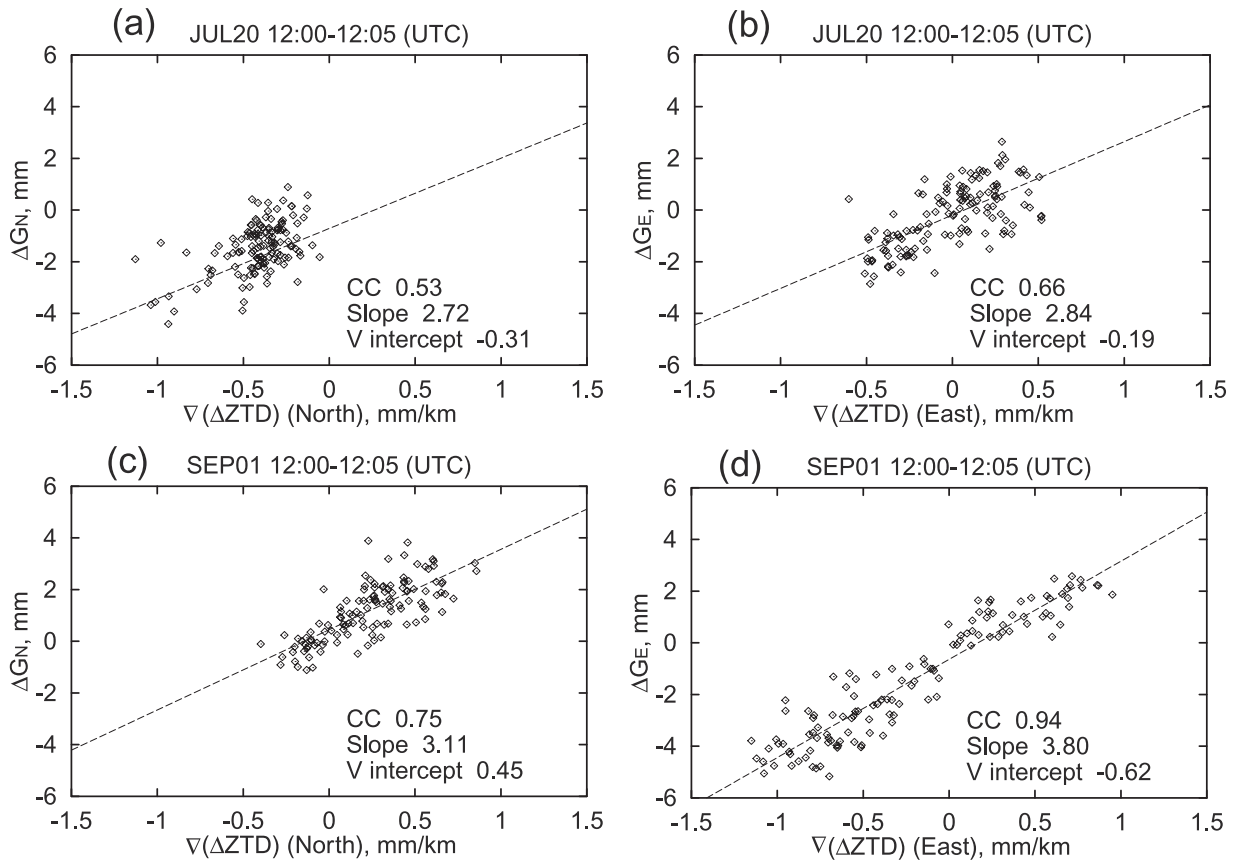 (a)
JUL20 12:00-12:05 (UTC)
6
4
2
0
-2
-4
-6
ΔGN, mm
CC 0.53
Slope 2.72
V intercept -0.31
-1.5 -1 -0.5 0 0.5 1 1.5
∇(ΔZTD) (North), mm/km
(b)
JUL20 12:00-12:05 (UTC)
6
4
2
0
-2
-4
-6
ΔGE, mm
CC 0.66
Slope 2.84
V intercept -0.19
-1.5 -1 -0.5 0 0.5 1 1.5
∇(ΔZTD) (East), mm/km
(c)
SEP01 12:00-12:05 (UTC)
6
4
2
0
-2
-4
-6
ΔGN, mm
CC 0.75
Slope 3.11
V intercept 0.45
-1.5 -1 -0.5 0 0.5 1 1.5
∇(ΔZTD) (North), mm/km
(d)
SEP01 12:00-12:05 (UTC)
6
4
2
0
-2
-4
-6
ΔGE, mm
CC 0.94
Slope 3.80
V intercept -0.62
-1.5 -1 -0.5 0 0.5 1 1.5
∇(ΔZTD) (East), mm/km